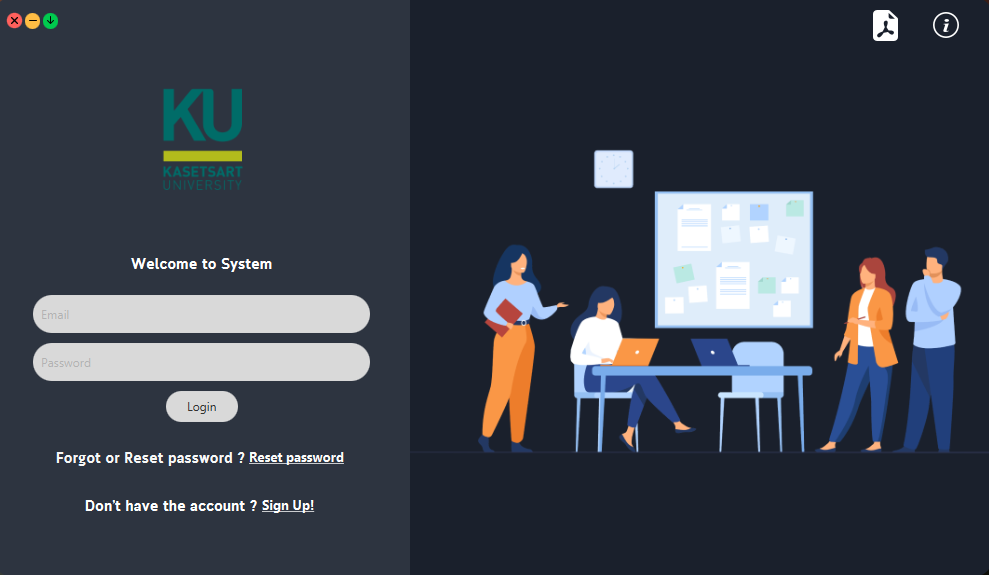 KU
KASETSART
UNIVERSITY
Welcome to System
Email
Password
Login
Forgot or Reset password ? Reset password
Don't have the account ? Sign Up!